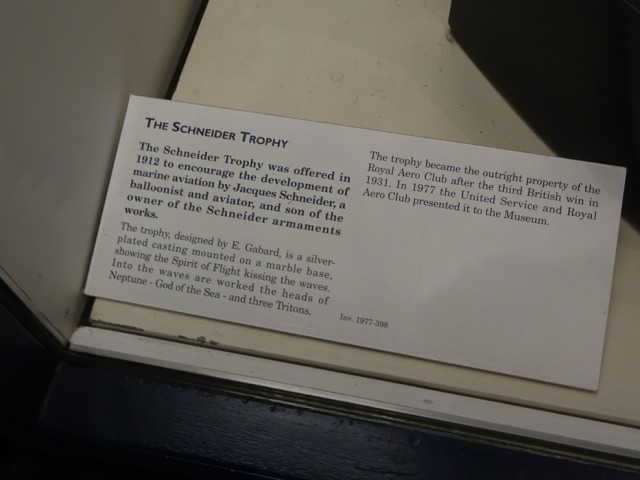 THE SCHNEIDER TROPHY
The Schneider Trophy was offered in
1912 to encourage the development of
marine aviation by Jacques Schneider, a
balloonist and aviator, and son of the
owner of the Schneider armaments
works.
The trophy, designed by E. Gabard, is a silver-
plated casting mounted on a marble base,
showing the Spirit of Flight kissing the waves.
Into the waves are worked the heads of
Neptune - God of the Sea - and three Tritons.
The trophy became the outright property of the
Royal Aero Club after the third British win in
1931. In 1977 the United Service and Royal
Aero Club presented it to the Museum.
Inv. 1977-398